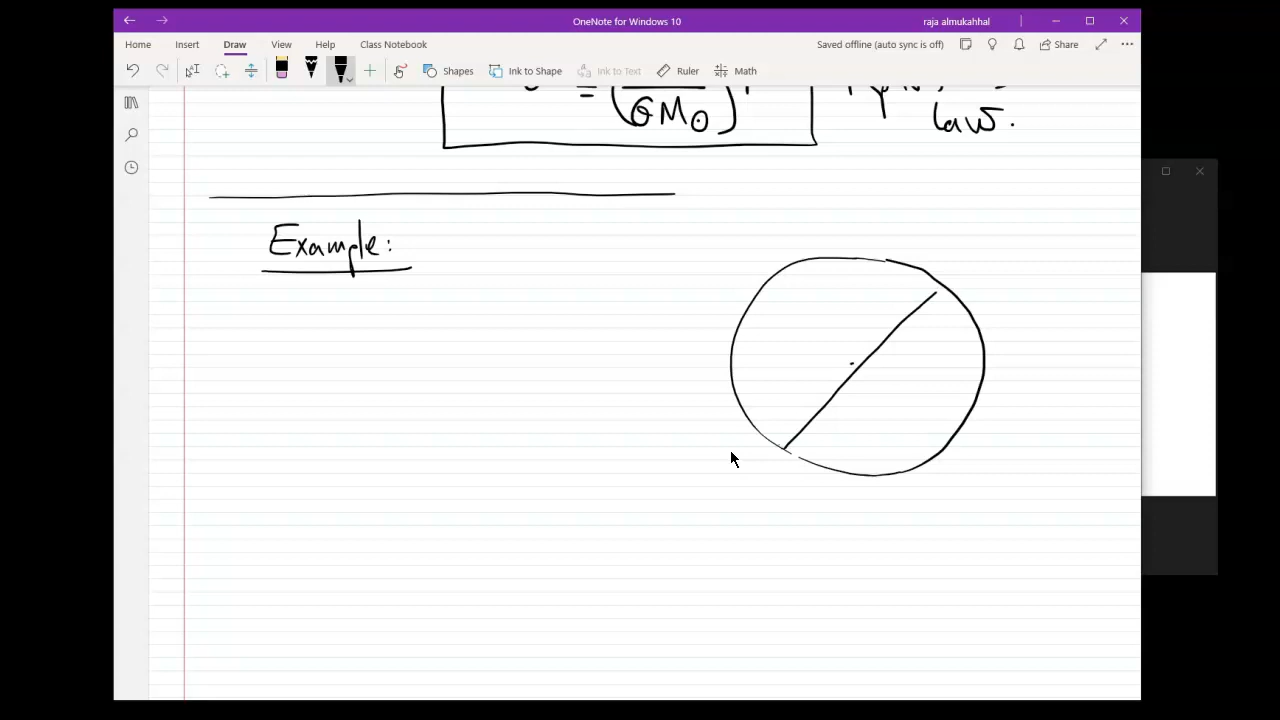 OneNote for Windows 10
raja almukahhal
Home Insert Draw View Help Class Notebook
Saved offline (auto sync is off)
Share
Shapes
Ink to Shape
Ink to Text
Ruler
Math
GM⊙
law.
Example: